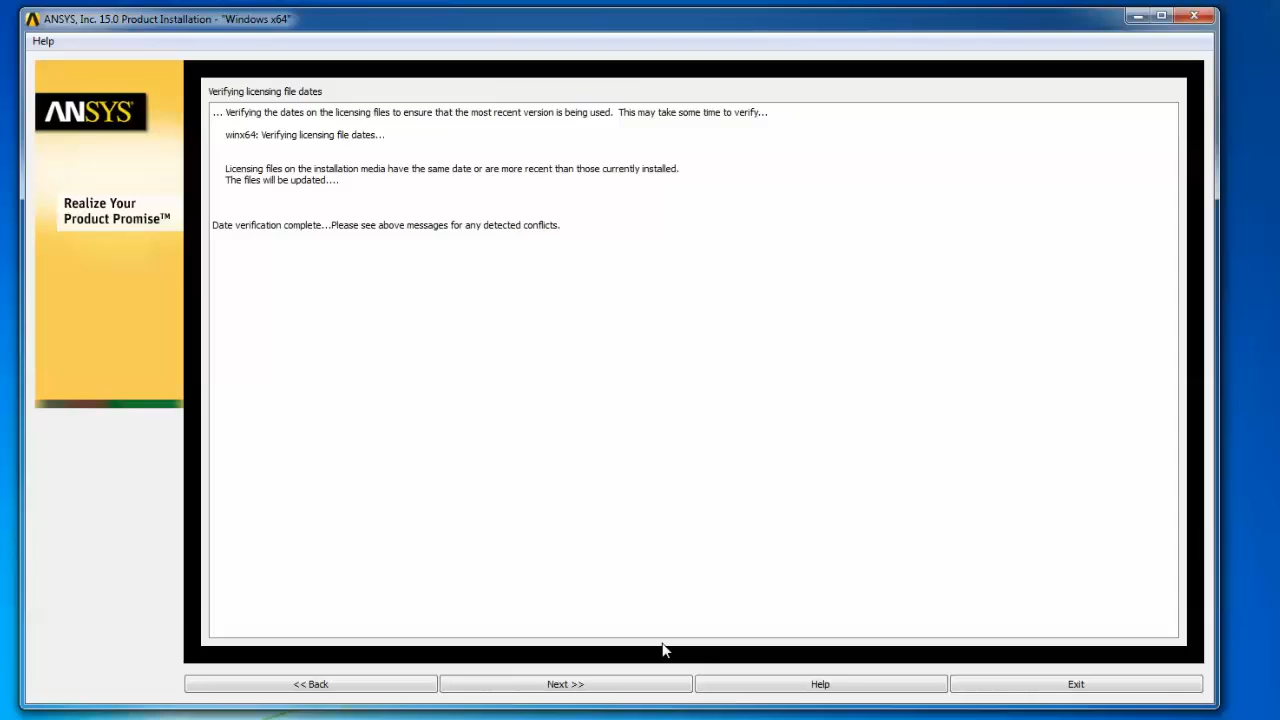 ANSYS, Inc. 15.0 Product Installation - "Windows x64"
Help
ANSYS
Realize Your
Product Promise™
Verifying licensing file dates
... Verifying the dates on the licensing files to ensure that the most recent version is being used.  This may take some time to verify...
winx64: Verifying licensing file dates...
Licensing files on the installation media have the same date or are more recent than those currently installed.
The files will be updated....
Date verification complete...Please see above messages for any detected conflicts.
<< Back
Next >>
Help
Exit